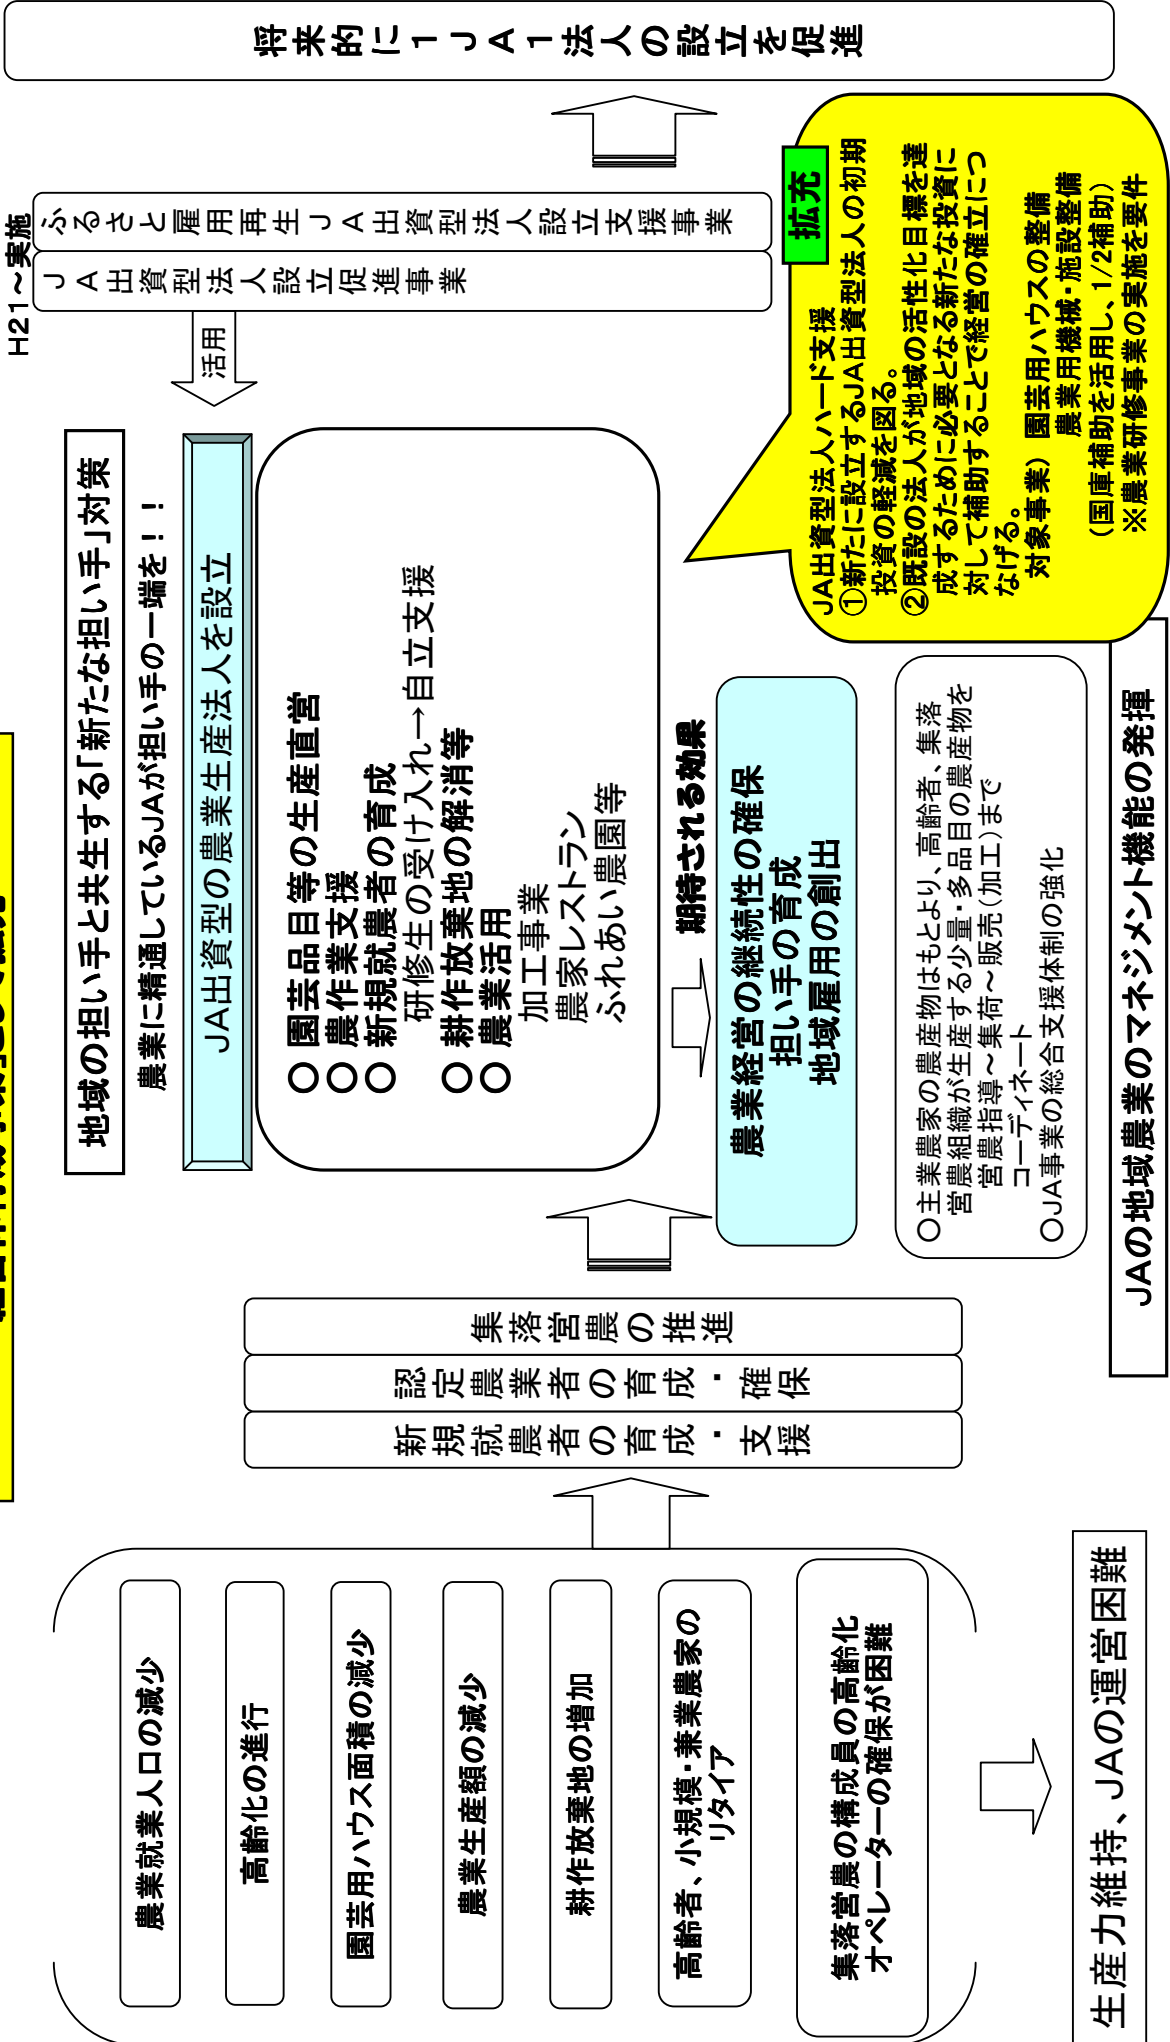 農業就業人口の減少
高齢化の進行
園芸用ハウス面積の減少
農業生産額の減少
耕作放棄地の増加
高齢者、小規模・兼業農家の
リタイア
集落営農の構成員の高齢化
オペレーターの確保が困難
生産力維持、JAの運営困難
集落営農の推進
認定農業者の育成・確保
新規就農者の育成・支援
地域の担い手と共生する「新たな担い手」対策
農業に精通しているJAが担い手の一端を！！
JA出資型の農業生産法人を設立
○園芸品目等の生産直営
○農作業支援
○新規就農者の育成
研修生の受け入れ→自立支援
○耕作放棄地の解消等
○農業活用
加工事業
農家レストラン
ふれあい農園等
期待される効果
農業経営の継続性の確保
担い手の育成
地域雇用の創出
○主業農家の農産物はもとより、高齢者、集落
営農組織が生産する少量・多品目の農産物を
営農指導～集荷～販売（加工）まで
コーディネート
○JA事業の総合支援体制の強化
JAの地域農業のマネジメント機能の発揮
H21～実施
ふるさと雇用再生ＪＡ出資型法人設立支援事業
ＪＡ出資型法人設立促進事業
活用
拡充
JA出資型法人ハード支援
①新たに設立するJA出資型法人の初期
投資の軽減を図る。
②既設の法人が地域の活性化目標を達
成するために必要となる新たな投資に
対して補助することで経営の確立につ
なげる。
対象事業）園芸用ハウスの整備
農業用機械・施設整備
（国庫補助を活用し、1/2補助）
※農業研修事業の実施を要件
将来的に１ＪＡ１法人の設立を促進